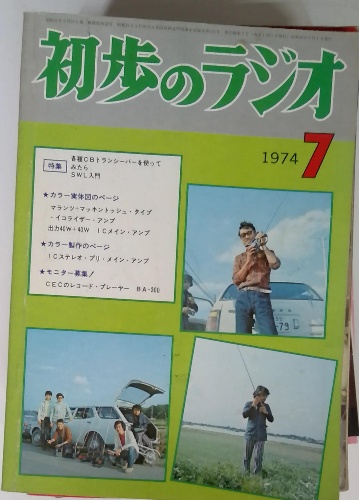 初歩のラジオ
1974 7
特集
各種CBトランシーバーを使って
みたら
SWL入門
★カラー実体図のページ
マランツ・マッキントッシュ・タイプ
・イコライザー・アンプ
出力40W+40W ICメイン・アンプ
★カラー製作のページ
ICステレオ・プリ・メイン・アンプ
★モニター募集！
CECのレコード・プレーヤー BA-300